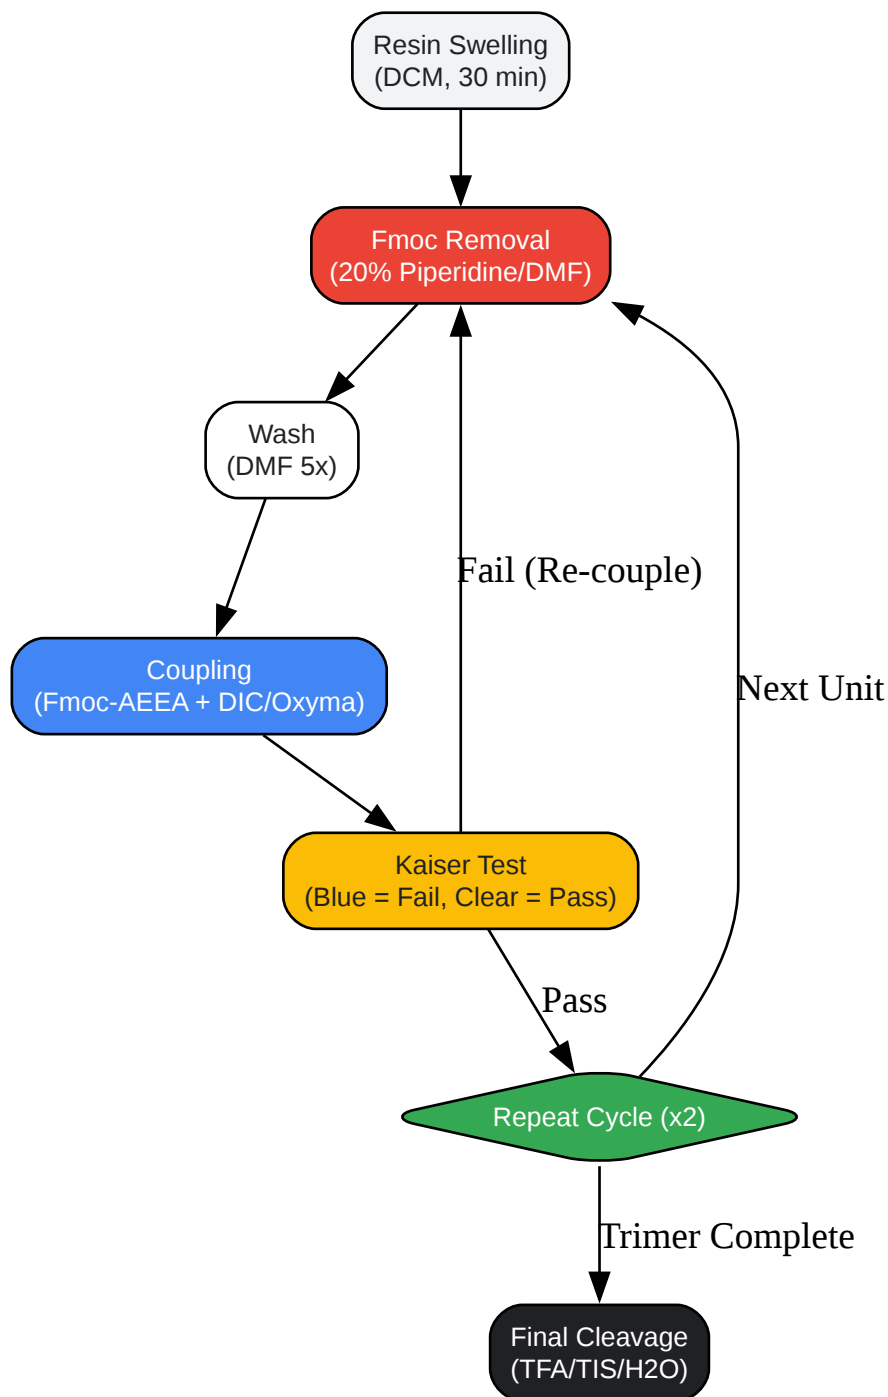 Resin Swelling
(DCM, 30 min)
Fmoc Removal
(20% Piperidine/DMF)
Wash
(DMF 5x)
Fail (Re-couple)
Coupling
(Fmoc-AEEA + DIC/Oxyma)
Next Unit
Kaiser Test
(Blue = Fail, Clear = Pass)
Pass
Repeat Cycle (x2)
Trimer Complete
Final Cleavage
(TFA/TIS/H2O)